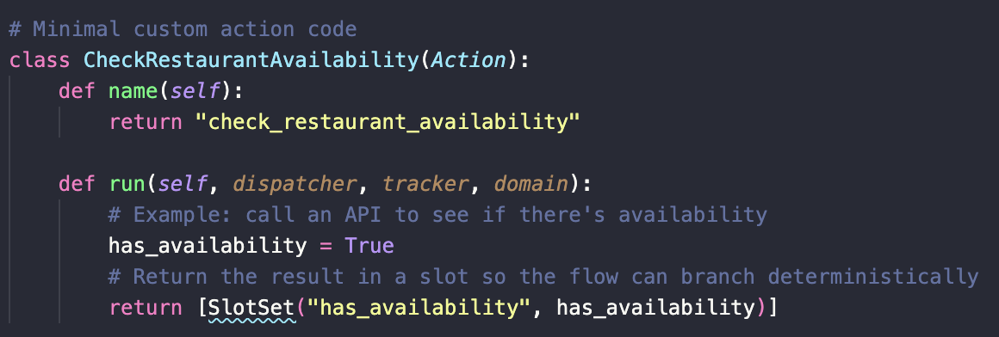 # Minimal custom action code
class CheckRestaurantAvailability(Action):
    def name(self):
        return "check_restaurant_availability"

    def run(self, dispatcher, tracker, domain):
        # Example: call an API to see if there's availability
        has_availability = True
        # Return the result in a slot so the flow can branch deterministically
        return [SlotSet("has_availability", has_availability)]